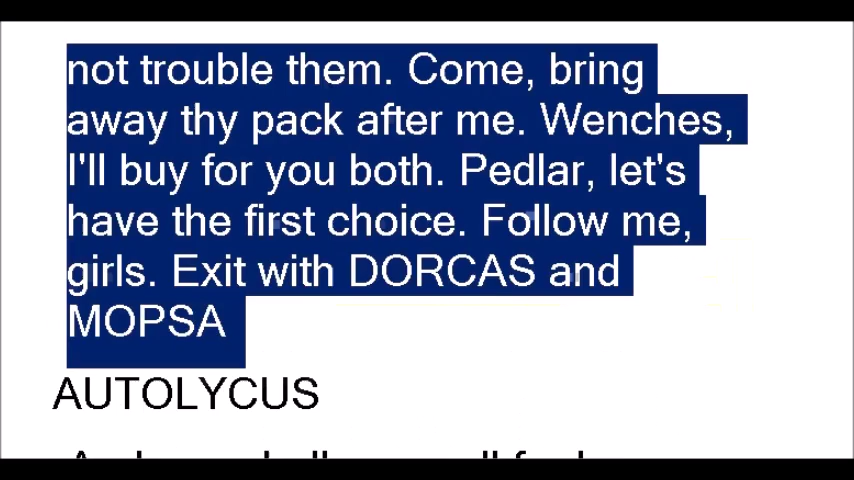 not trouble them. Come, bring
away thy pack after me. Wenches,
I'll buy for you both. Pedlar, let's
have the first choice. Follow me,
girls. Exit with DORCAS and
MOPSA
AUTOLYCUS